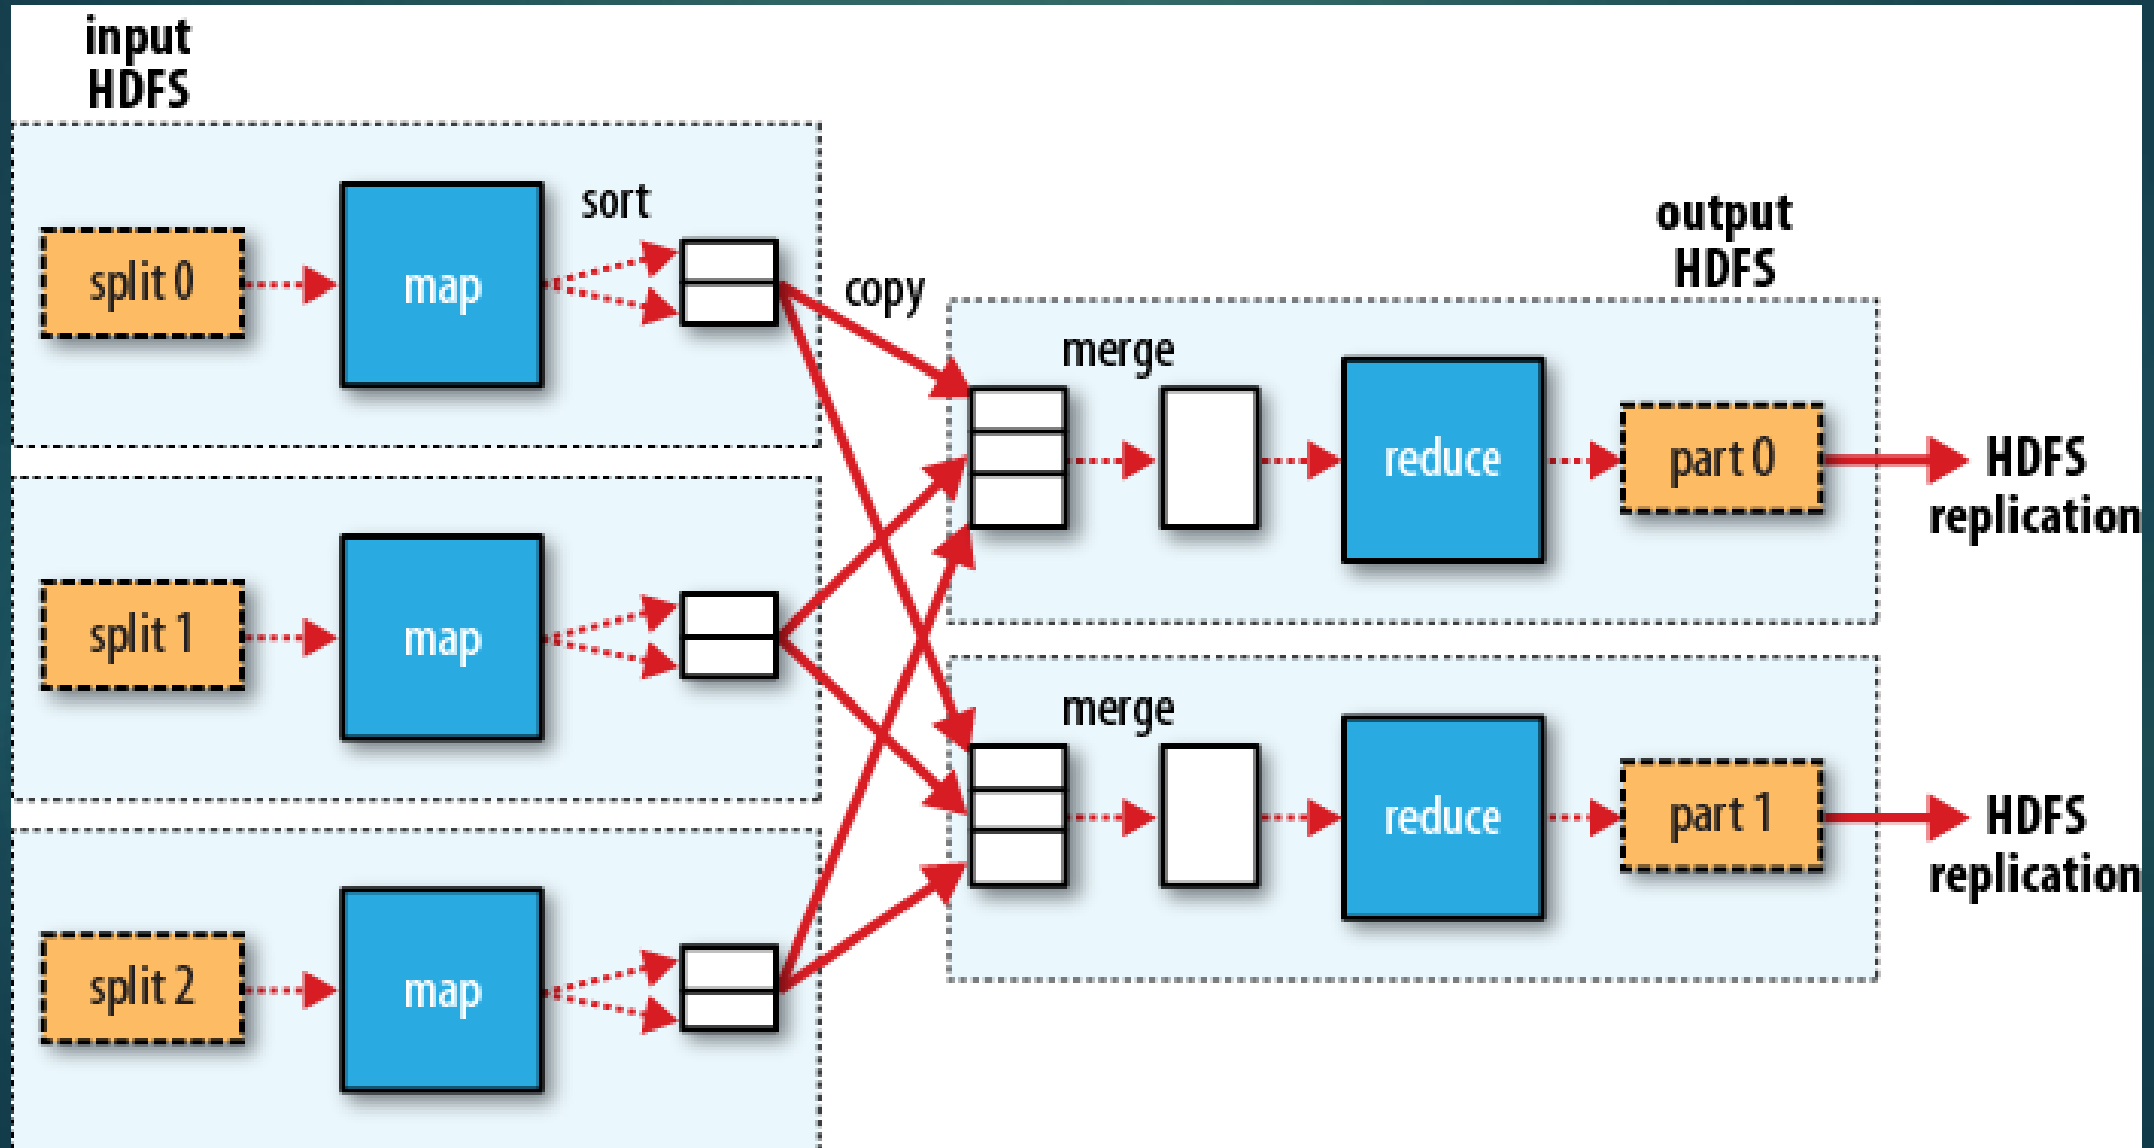 input
HDFS
split 0
map
sort
copy
split 1
map
split 2
map
output
HDFS
merge
reduce
part 0
HDFS
replication
merge
reduce
part 1
HDFS
replication